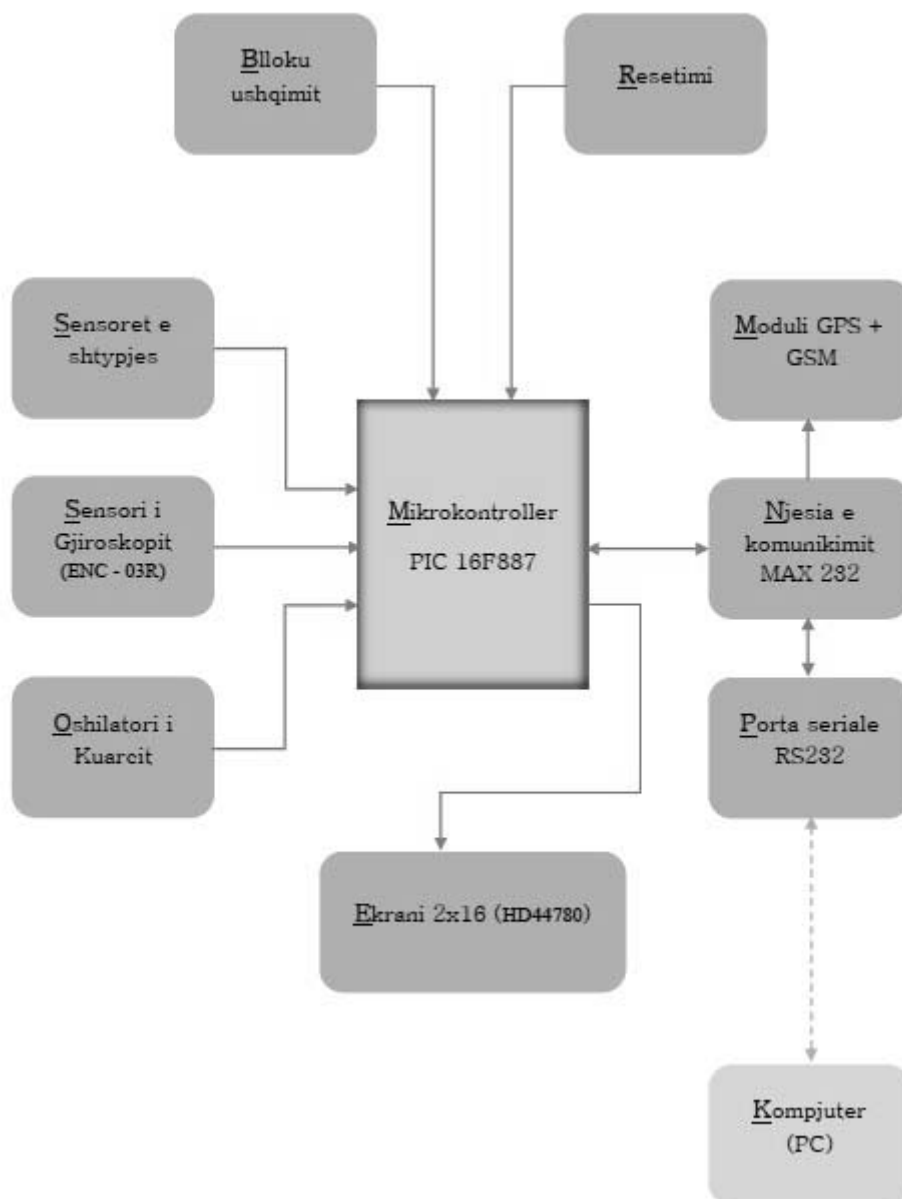 Blloku
ushqimit
Resetimi
Sensoret e
shtypjes
Moduli GPS +
GSM
Sensori i
Gjiroskopit
(ENC - 03R)
Mikrokontroller
PIC 16F887
Njesia e
komunikimit
MAX 232
Oshilatori i
Kuarcit
Porta seriale
RS232
Ekrani 2x16 (HD44780)
Kompjuter
(PC)